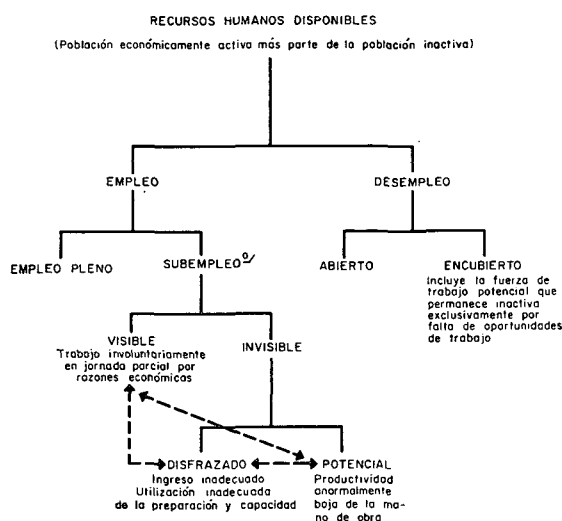 RECURSOS HUMANOS DISPONIBLES
(Población económicamente activa más parte de la población inactiva)
EMPLEO
DESEMPLEO
EMPLEO PLENO
SUBEMPLEO a/
ABIERTO
ENCUBIERTO
Incluye la fuerza de
trabajo potencial que
permanece inactiva
exclusivamente por
falta de oportunidades
de trabajo
VISIBLE
Trabajo involuntariamente
en jornada parcial por
razones económicas
INVISIBLE
DISFRAZADO
Ingreso inadecuado
Utilización inadecuada
de la preparación y capacidad
POTENCIAL
Productividad
anormalmente
baja de la ma-
no de obra